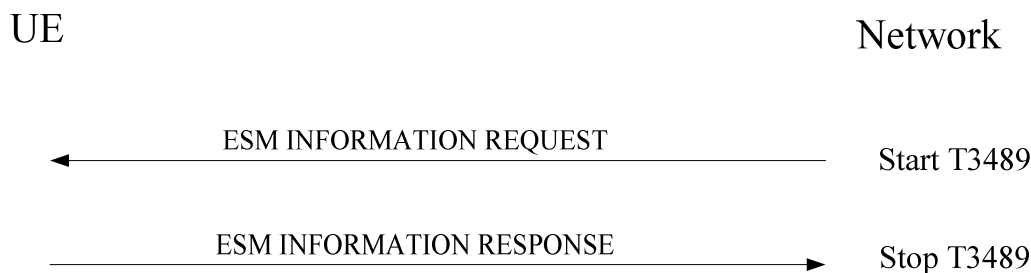 UE
Network
ESM INFORMATION REQUEST
Start T3489
ESM INFORMATION RESPONSE
Stop T3489